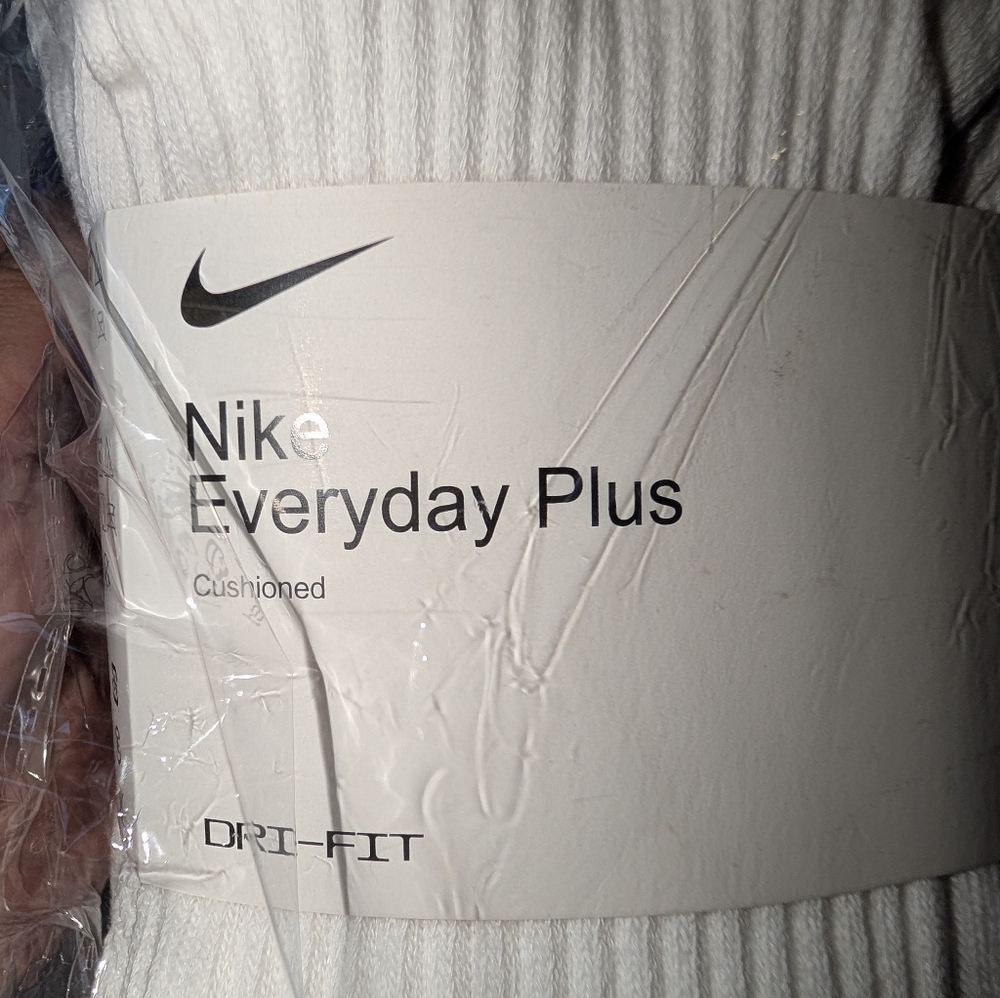 Nike
Everyday Plus
Cushioned
DRI-FIT